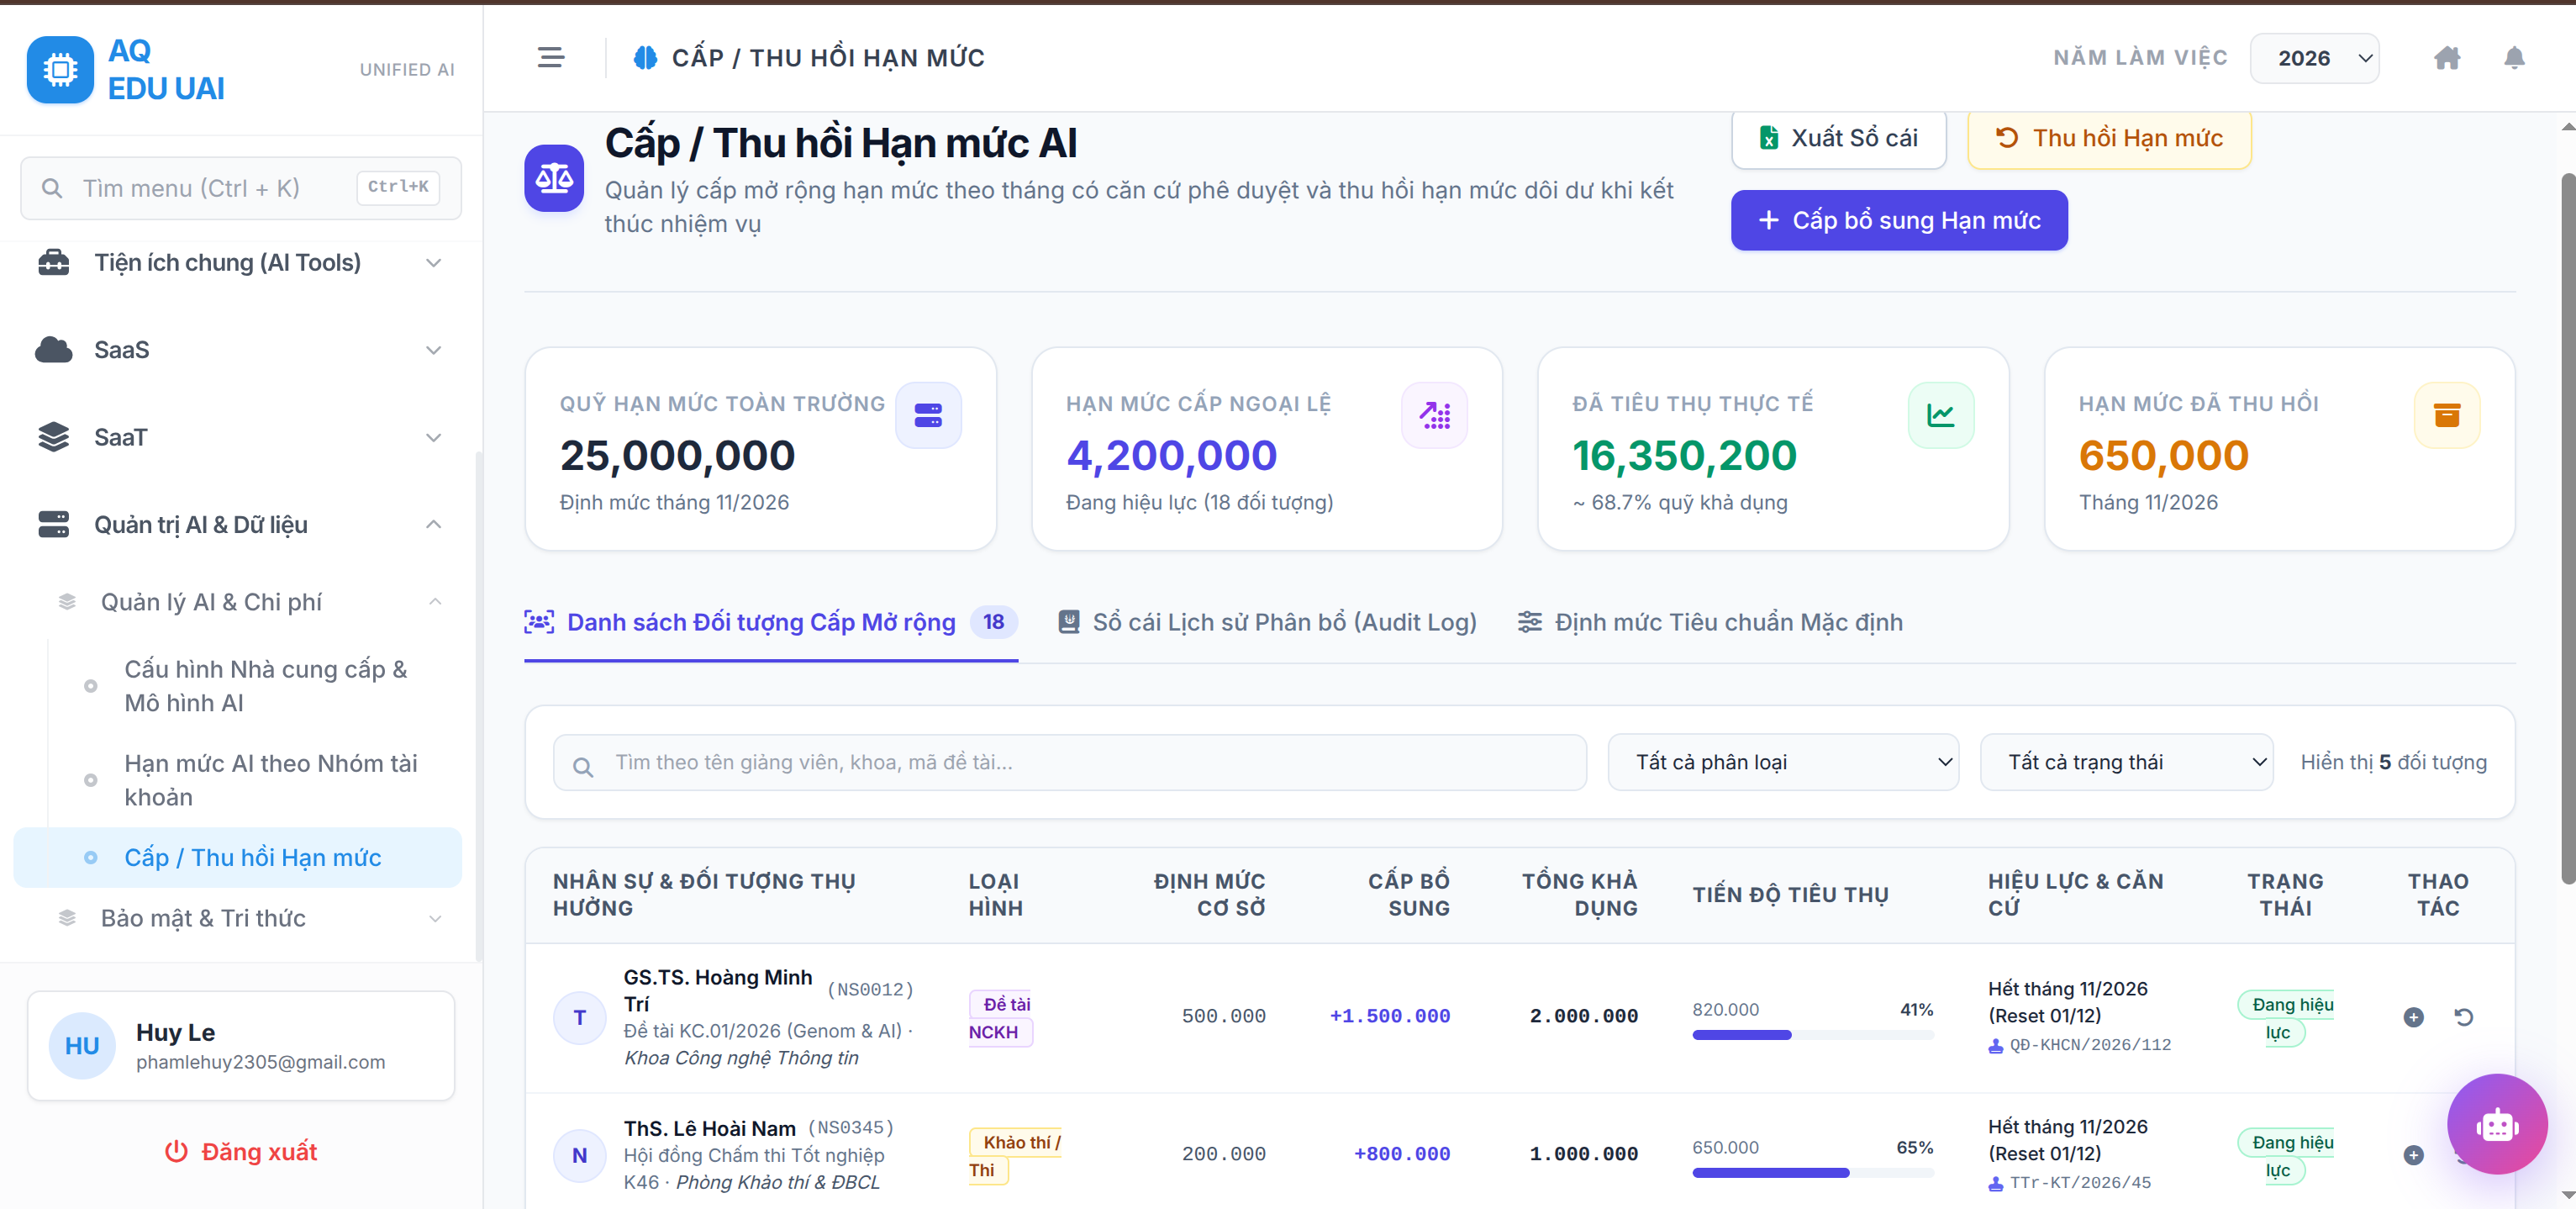 AQ
EDU UAI
UNIFIED AI
Tìm menu (Ctrl + K)
Ctrl+K
Tiện ích chung (AI Tools)
SaaS
SaaT
Quản trị AI & Dữ liệu
Quản lý AI & Chi phí
Cấu hình Nhà cung cấp &
Mô hình AI
Hạn mức AI theo Nhóm tài
khoản
Cấp / Thu hồi Hạn mức
Bảo mật & Tri thức
HU
Huy Le
phamlehuy2305@gmail.com
Đăng xuất
CẤP / THU HỒI HẠN MỨC
NĂM LÀM VIỆC
2026
Cấp / Thu hồi Hạn mức AI
Quản lý cấp mở rộng hạn mức theo tháng có căn cứ phê duyệt và thu hồi hạn mức dôi dư khi kết
thúc nhiệm vụ
Xuất Sổ cái
Thu hồi Hạn mức
Cấp bổ sung Hạn mức
QUỸ HẠN MỨC TOÀN TRƯỜNG
25,000,000
Định mức tháng 11/2026
HẠN MỨC CẤP NGOẠI LỆ
4,200,000
Đang hiệu lực (18 đối tượng)
ĐÃ TIÊU THỤ THỰC TẾ
16,350,200
~ 68.7% quỹ khả dụng
HẠN MỨC ĐÃ THU HỒI
650,000
Tháng 11/2026
Danh sách Đối tượng Cấp Mở rộng 18
Sổ cái Lịch sử Phân bổ (Audit Log)
Định mức Tiêu chuẩn Mặc định
Tìm theo tên giảng viên, khoa, mã đề tài...
Tất cả phân loại
Tất cả trạng thái
Hiển thị 5 đối tượng
NHÂN SỰ & ĐỐI TƯỢNG THỤ
HƯỞNG
LOẠI
HÌNH
ĐỊNH MỨC
CƠ SỞ
CẤP BỔ
SUNG
TỔNG KHẢ
DỤNG
TIẾN ĐỘ TIÊU THỤ
HIỆU LỰC & CĂN
CỨ
TRẠNG
THÁI
THAO
TÁC
T
GS.TS. Hoàng Minh
Trí
(NS0012)
Đề tài KC.01/2026 (Genom & AI) ·
Khoa Công nghệ Thông tin
Đề tài
NCKH
500.000
+1.500.000
2.000.000
820.000
41%
Hết tháng 11/2026
(Reset 01/12)
QĐ-KHCN/2026/112
Đang hiệu
lực
N
ThS. Lê Hoài Nam (NS0345)
Hội đồng Chấm thi Tốt nghiệp
K46 · Phòng Khảo thí & ĐBCL
Khảo thí /
Thi
200.000
+800.000
1.000.000
650.000
65%
Hết tháng 11/2026
(Reset 01/12)
TTr-KT/2026/45
Đang hiệu
lực